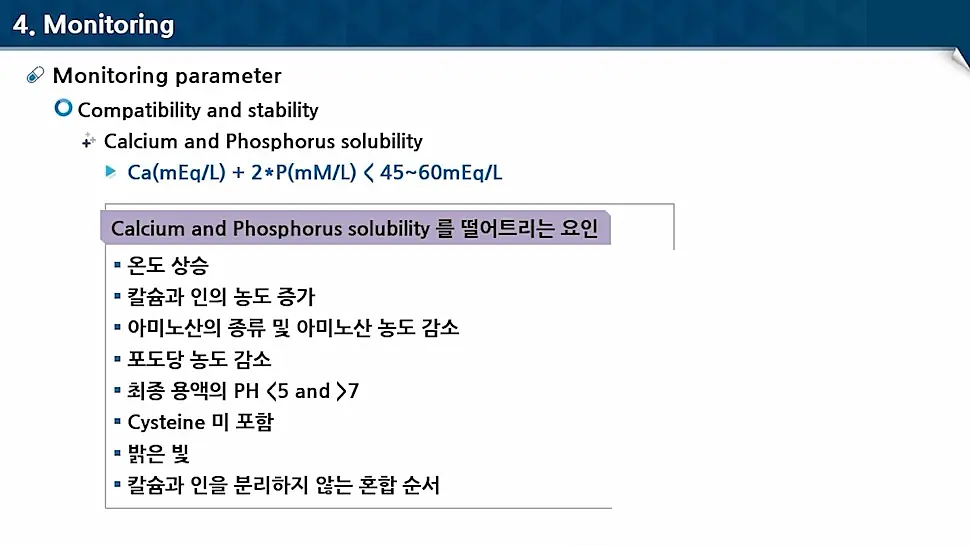 4. Monitoring
Monitoring parameter
Compatibility and stability
Calcium and Phosphorus solubility
Ca(mEq/L) + 2*P(mM/L) < 45~60mEq/L
Calcium and Phosphorus solubility 를 떨어트리는 요인
▪ 온도 상승
▪ 칼슘과 인의 농도 증가
▪ 아미노산의 종류 및 아미노산 농도 감소
▪ 포도당 농도 감소
▪ 최종 용액의 PH <5 and >7
▪ Cysteine 미 포함
▪ 밝은 빛
▪ 칼슘과 인을 분리하지 않는 혼합 순서